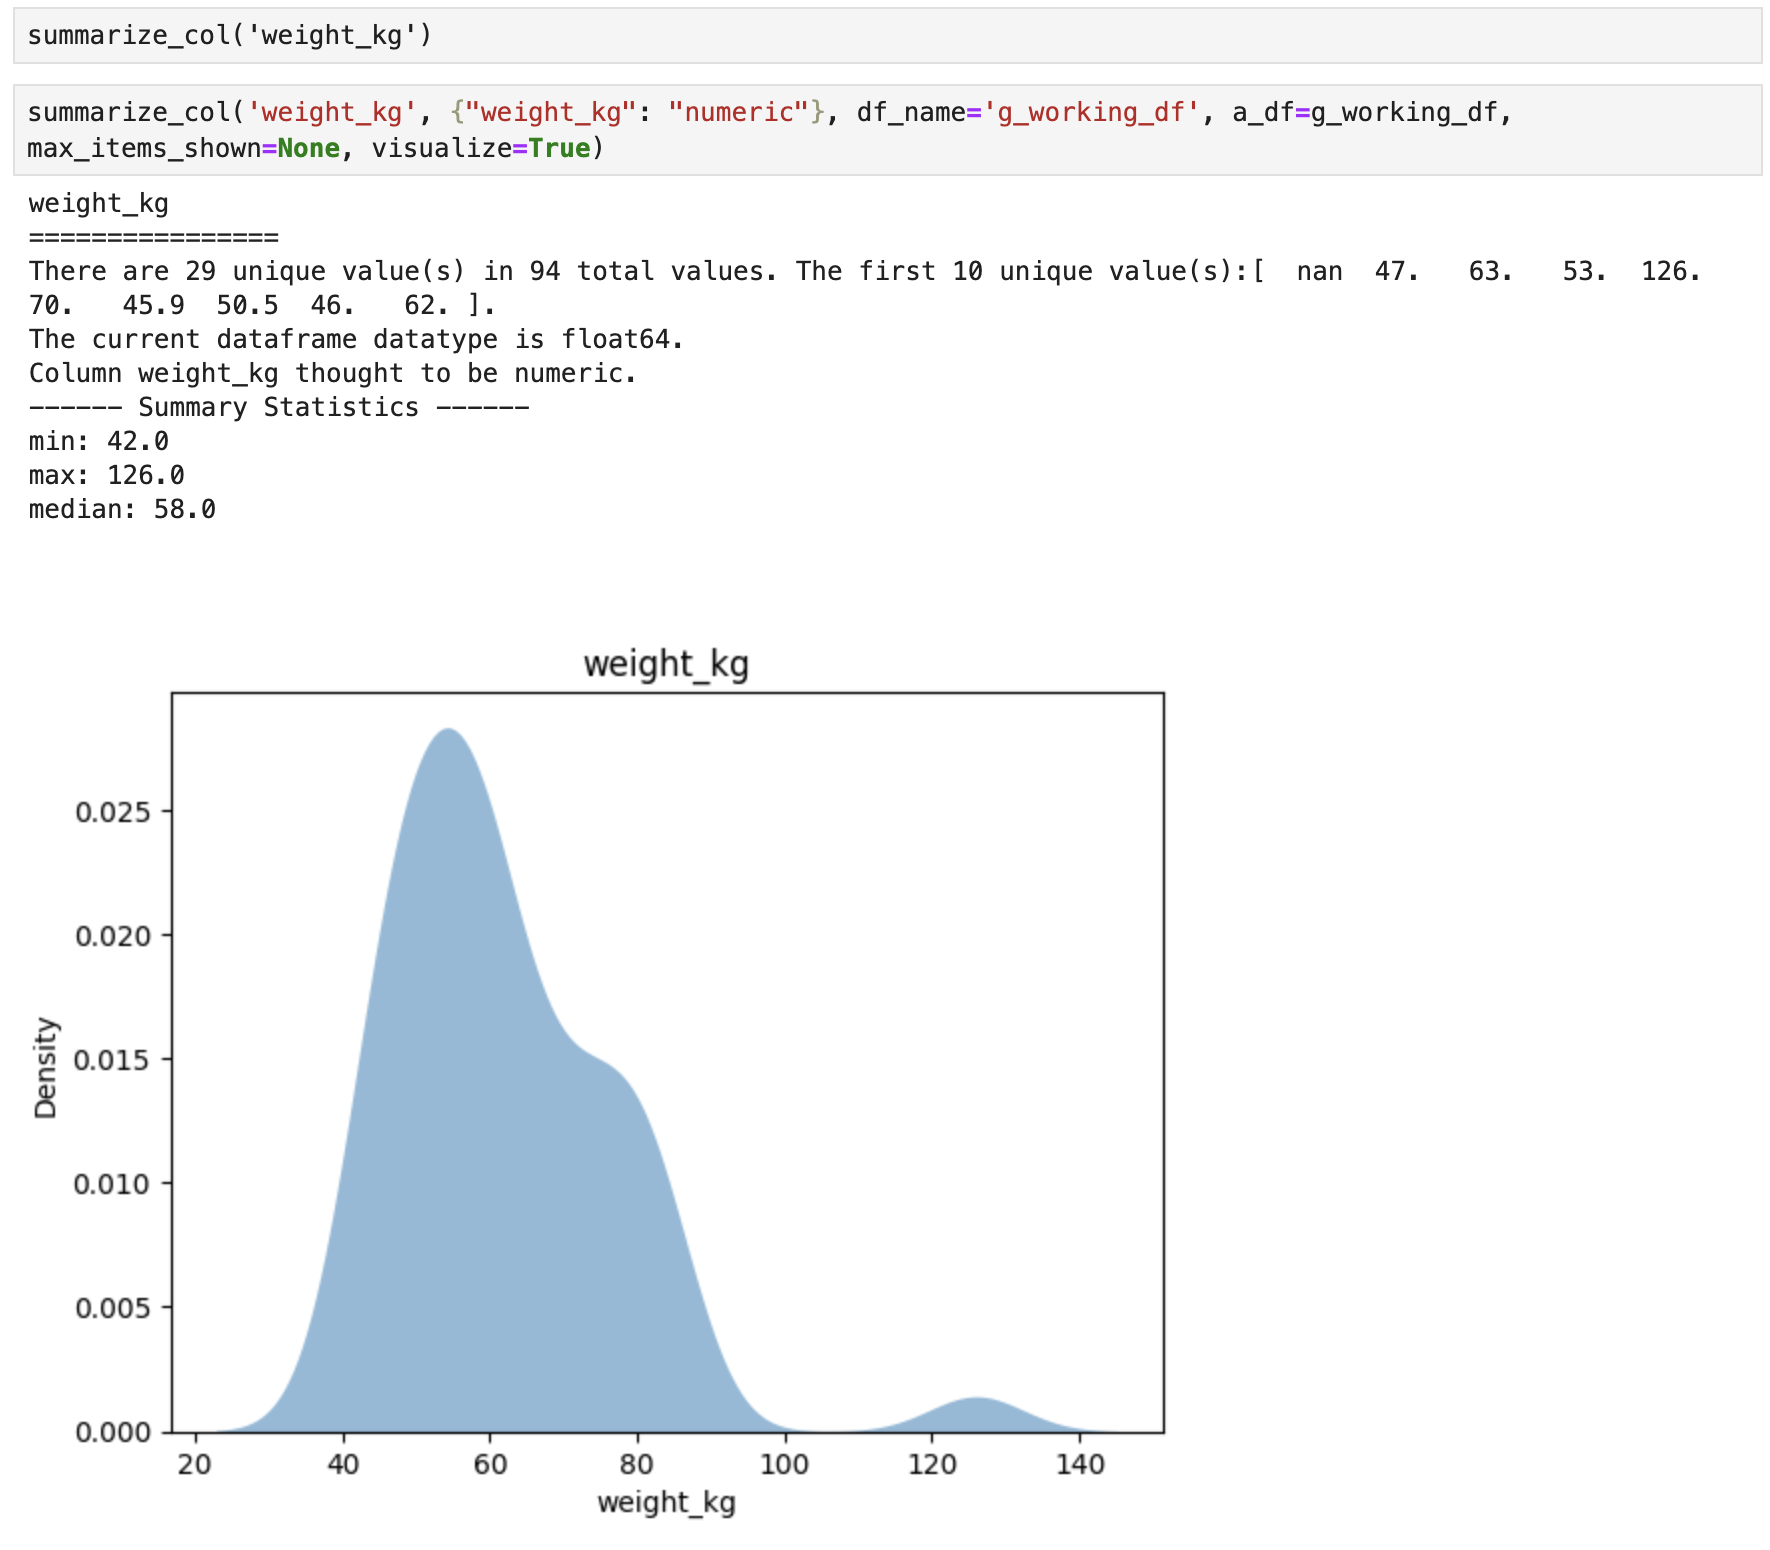 summarize_col('weight_kg')
summarize_col('weight_kg', {"weight_kg": "numeric"}, df_name='g_working_df', a_df=g_working_df,
max_items_shown=None, visualize=True)
weight_kg
================
There are 29 unique value(s) in 94 total values. The first 10 unique value(s):[  nan  47.   63.   53.  126.
70.   45.9  50.5  46.   62. ].
The current dataframe datatype is float64.
Column weight_kg thought to be numeric.
------ Summary Statistics ------
min: 42.0
max: 126.0
median: 58.0
weight_kg
0.025
0.020
0.015
0.010
0.005
0.000
Density
20 40 60 80 100 120 140
weight_kg